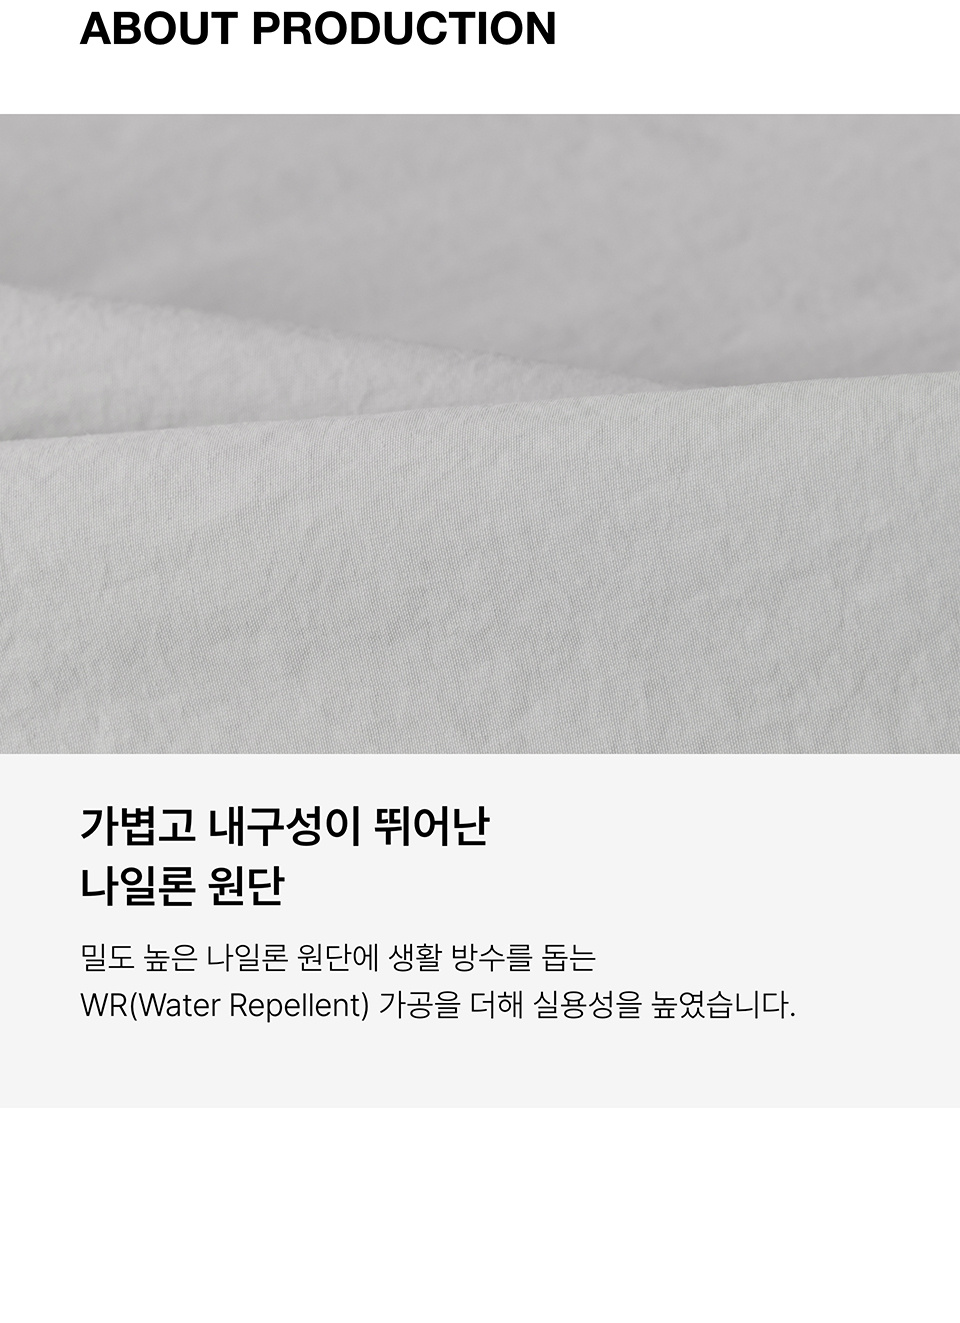 ABOUT PRODUCTION
가볍고 내구성이 뛰어난
나일론 원단
밀도 높은 나일론 원단에 생활 방수를 돕는
WR(Water Repellent) 가공을 더해 실용성을 높였습니다.